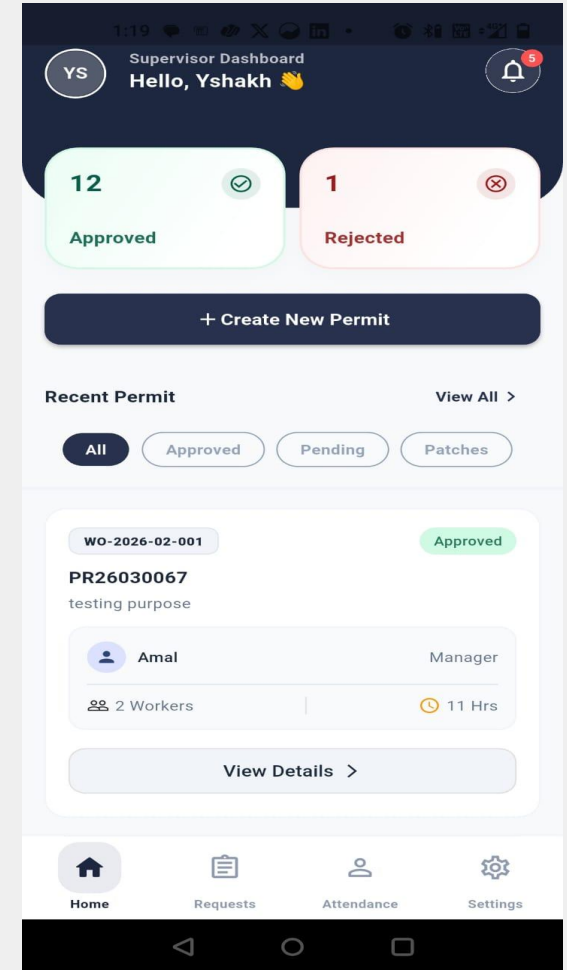 1:19
YS
Supervisor Dashboard
Hello, Yshakh 👋
5
12
Approved
1
Rejected
+ Create New Permit
Recent Permit
View All >
All
Approved
Pending
Patches
WO-2026-02-001
Approved
PR26030067
testing purpose
Amal
Manager
2 Workers
11 Hrs
View Details >
Home
Requests
Attendance
Settings